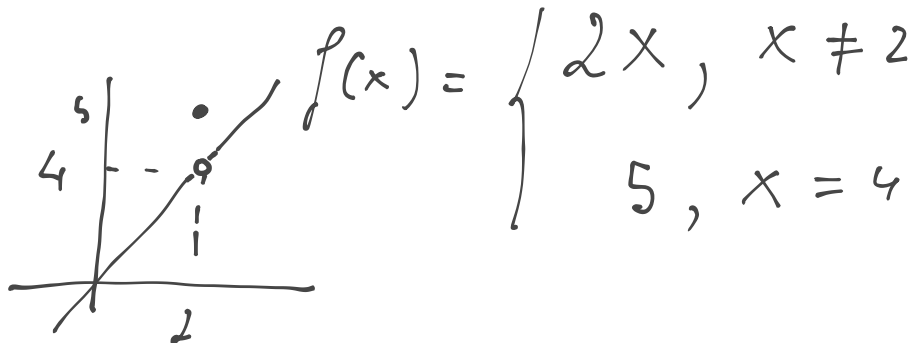 f(x) = { 2x, x ≠ 2
5, x = 4
5
4
2